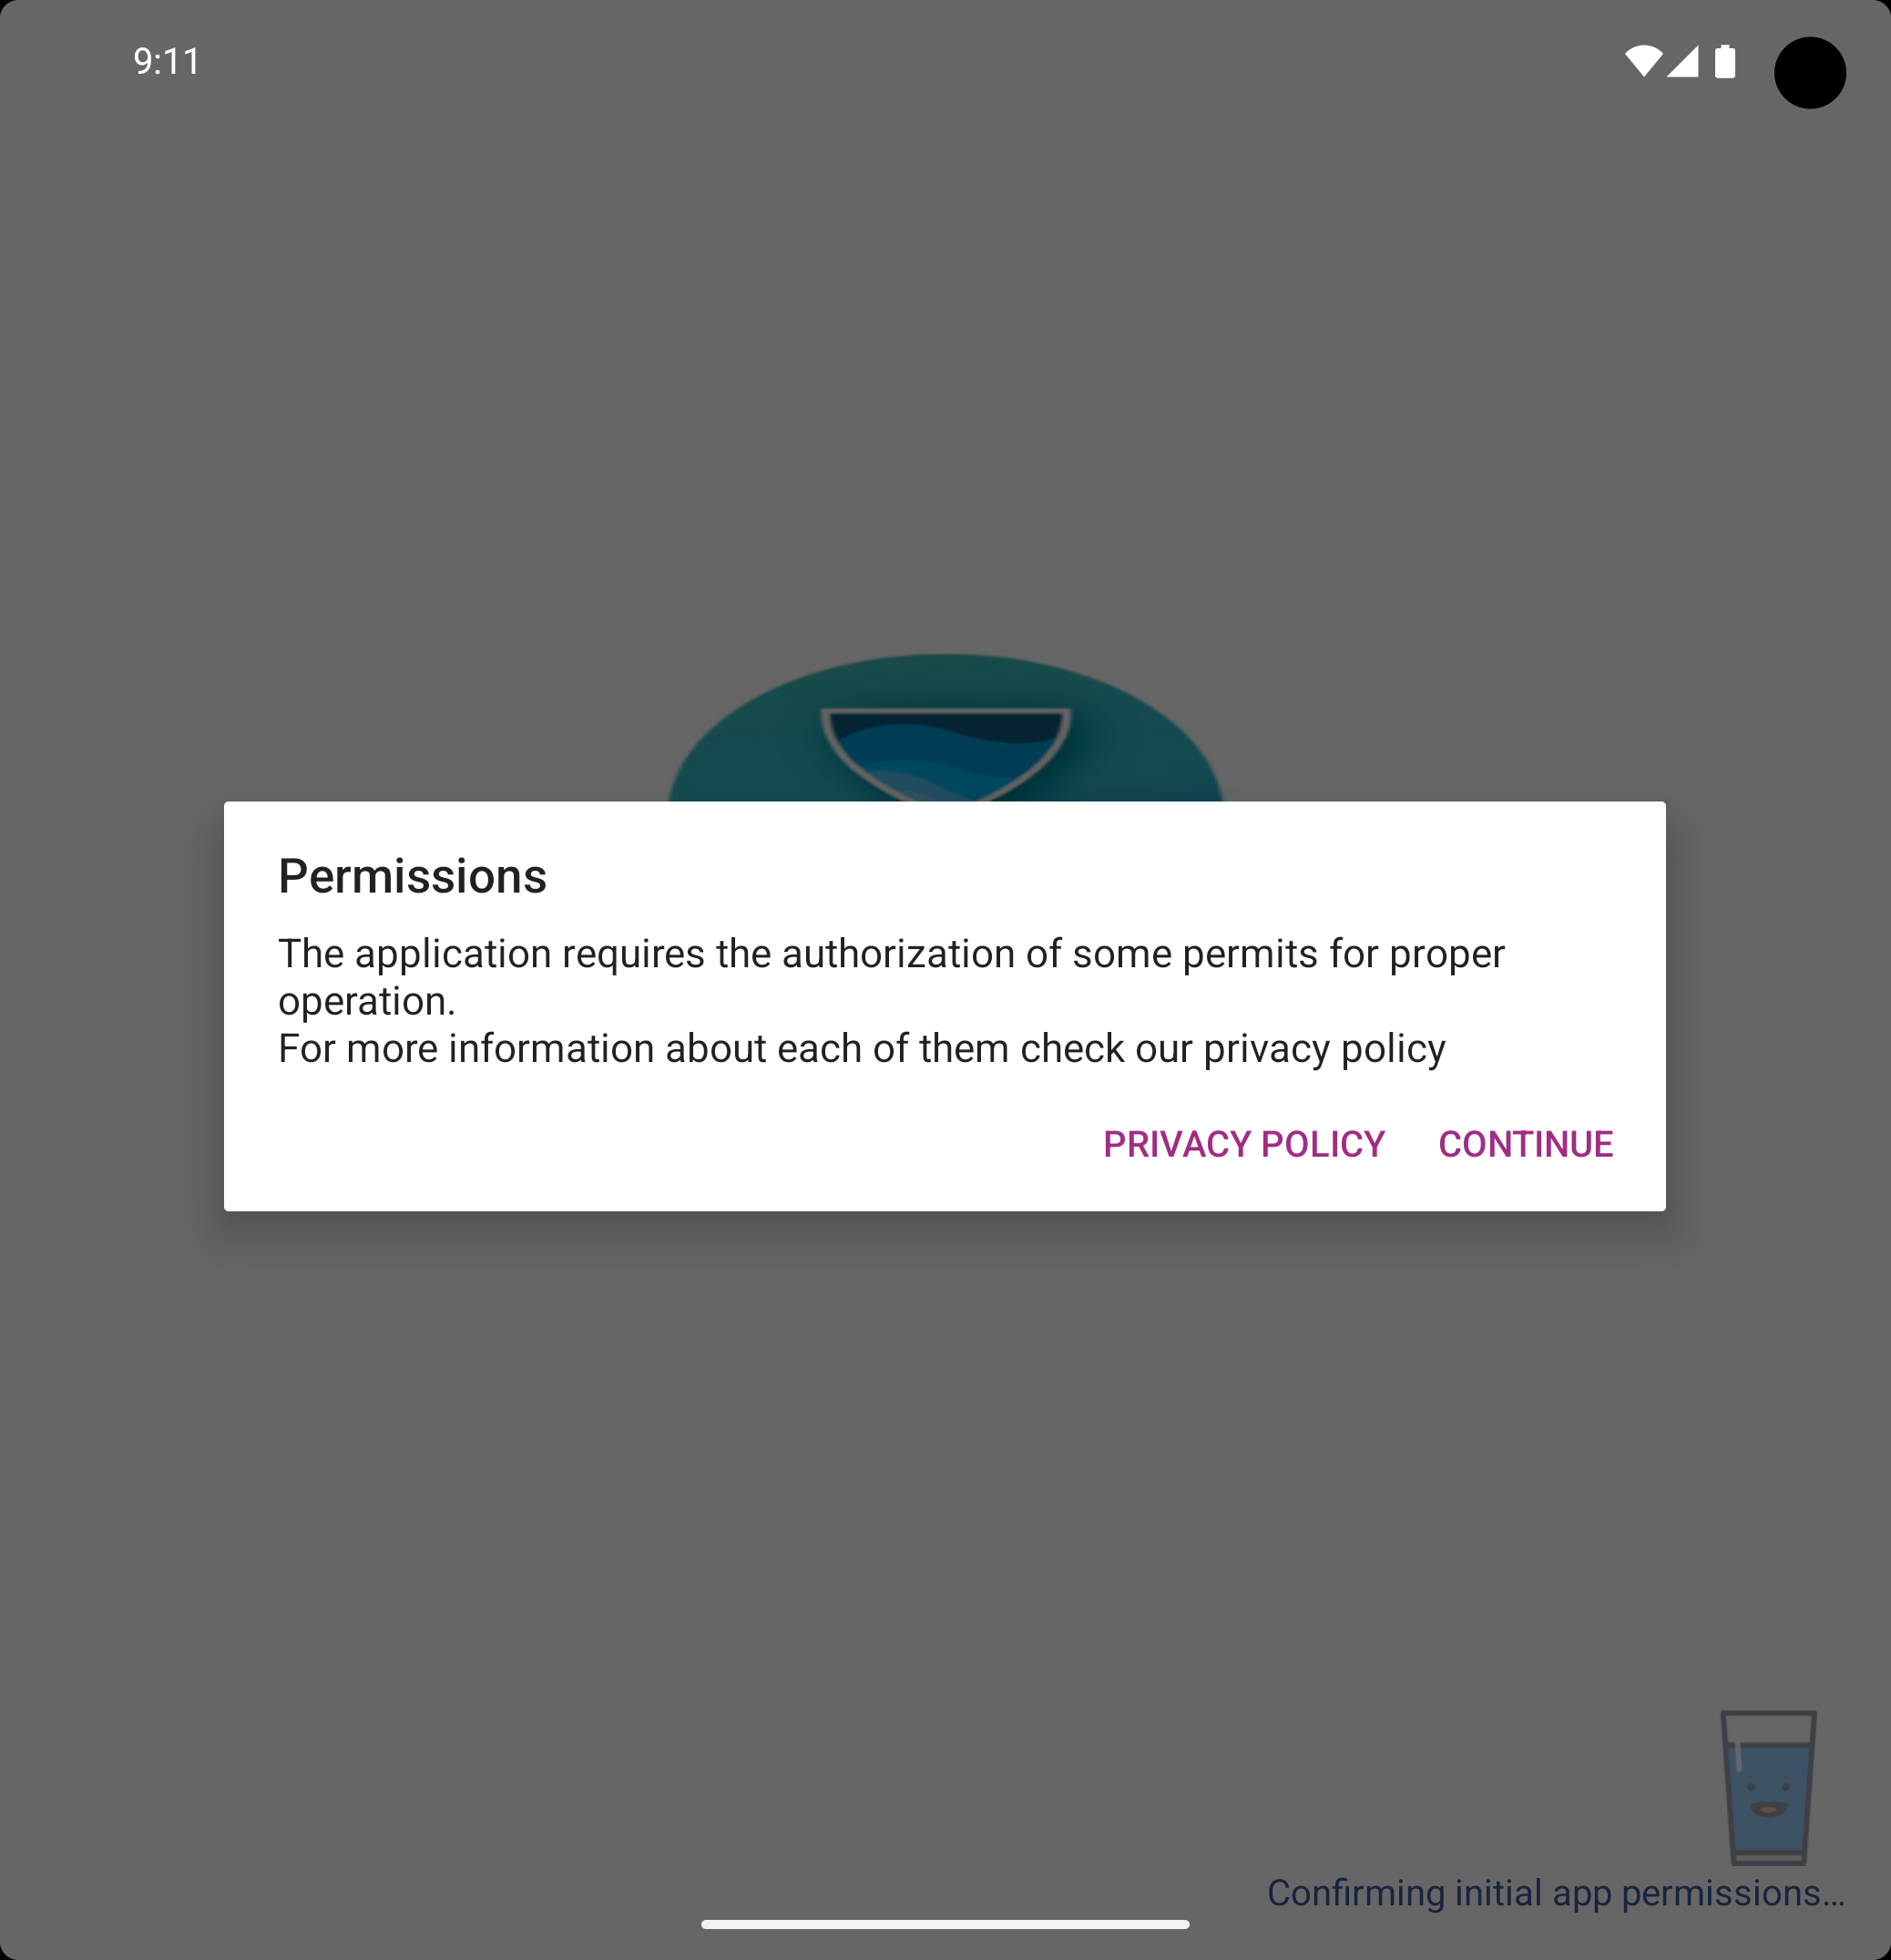 9:11
Permissions
The application requires the authorization of some permits for proper
operation.
For more information about each of them check our privacy policy
PRIVACY POLICY CONTINUE
Confirming initial app permissions...